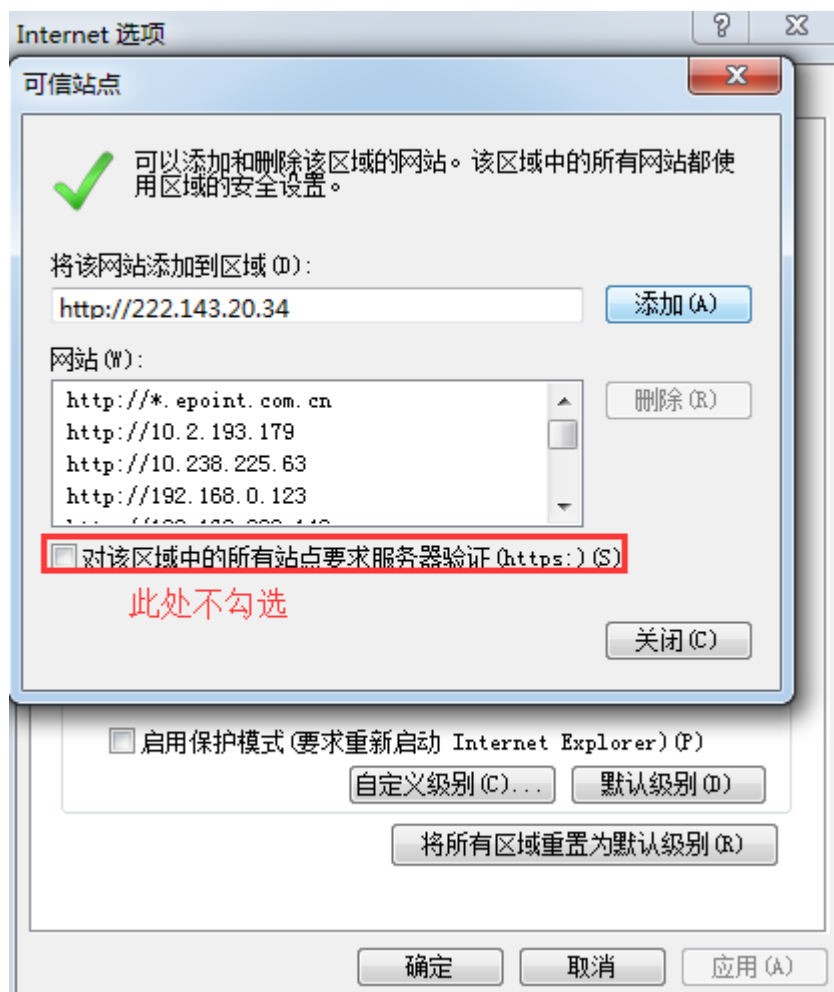 Internet 选项
可信站点
可以添加和删除该区域的网站。该区域中的所有网站都使
用区域的安全设置。
将该网站添加到区域(D):
http://222.143.20.34
添加(A)
网站(W):
http://*.epoint.com.cn
删除(R)
http://10.2.193.179
http://10.238.225.63
http://192.168.0.123
对该区域中的所有站点要求服务器验证(https:)(S)
此处不勾选
关闭(C)
启用保护模式(要求重新启动 Internet Explorer)(P)
自定义级别(C)...
默认级别(D)
将所有区域重置为默认级别(R)
确定
取消
应用(A)